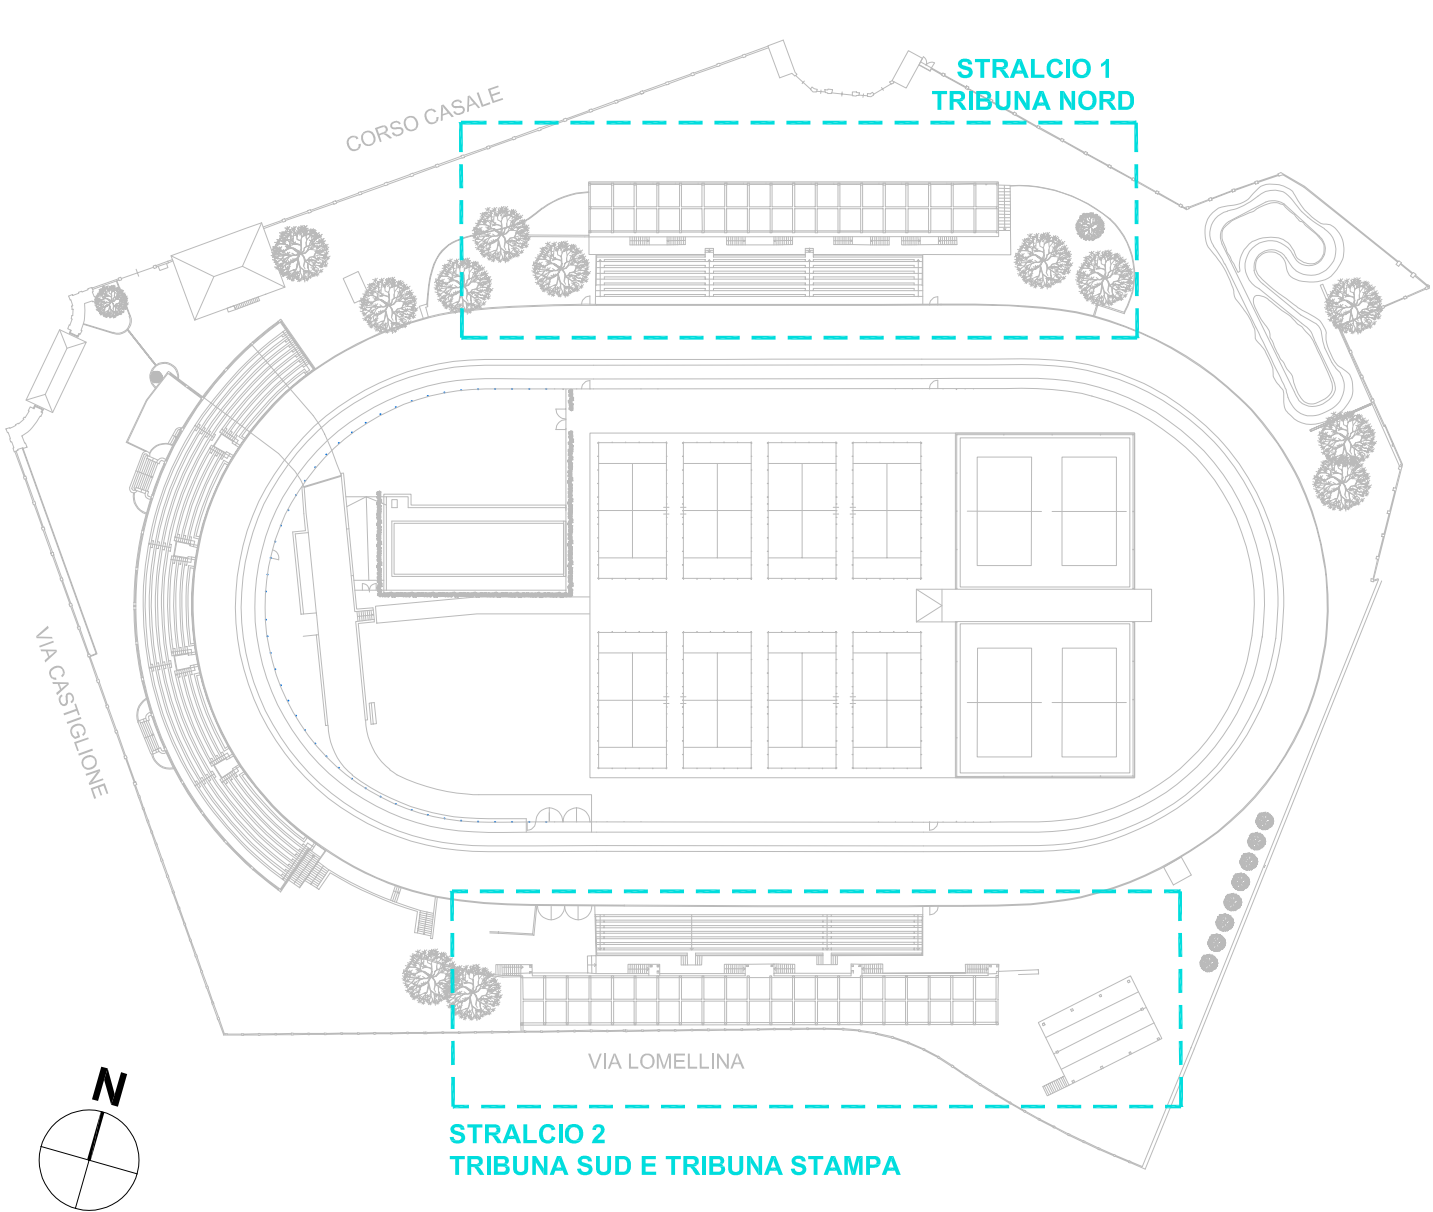 STRALCIO 1
TRIBUNA NORD
CORSO CASALE
VIA CASTIGLIONE
VIA LOMELLINA
N
STRALCIO 2
TRIBUNA SUD E TRIBUNA STAMPA